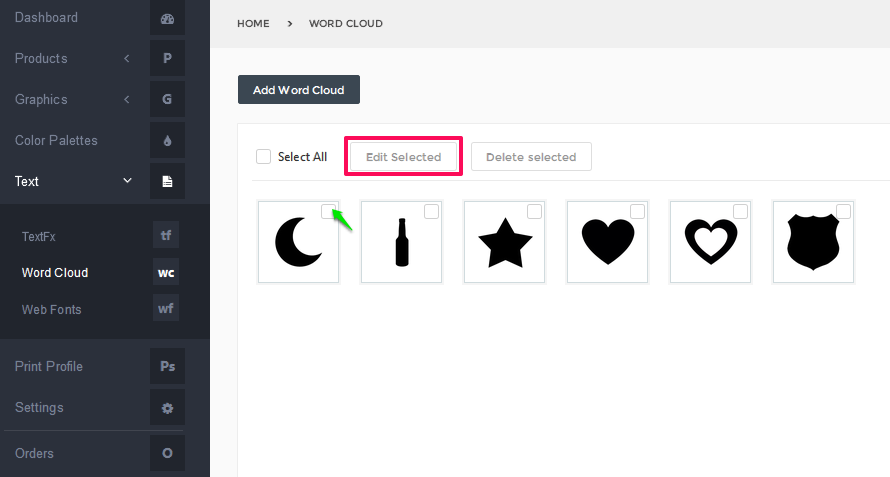 Dashboard
HOME > WORD CLOUD
Products P
Graphics G
Color Palettes
Text
TextFx tf
Word Cloud wc
Web Fonts wf
Print Profile Ps
Settings
Orders O
Add Word Cloud
Select All Edit Selected Delete selected